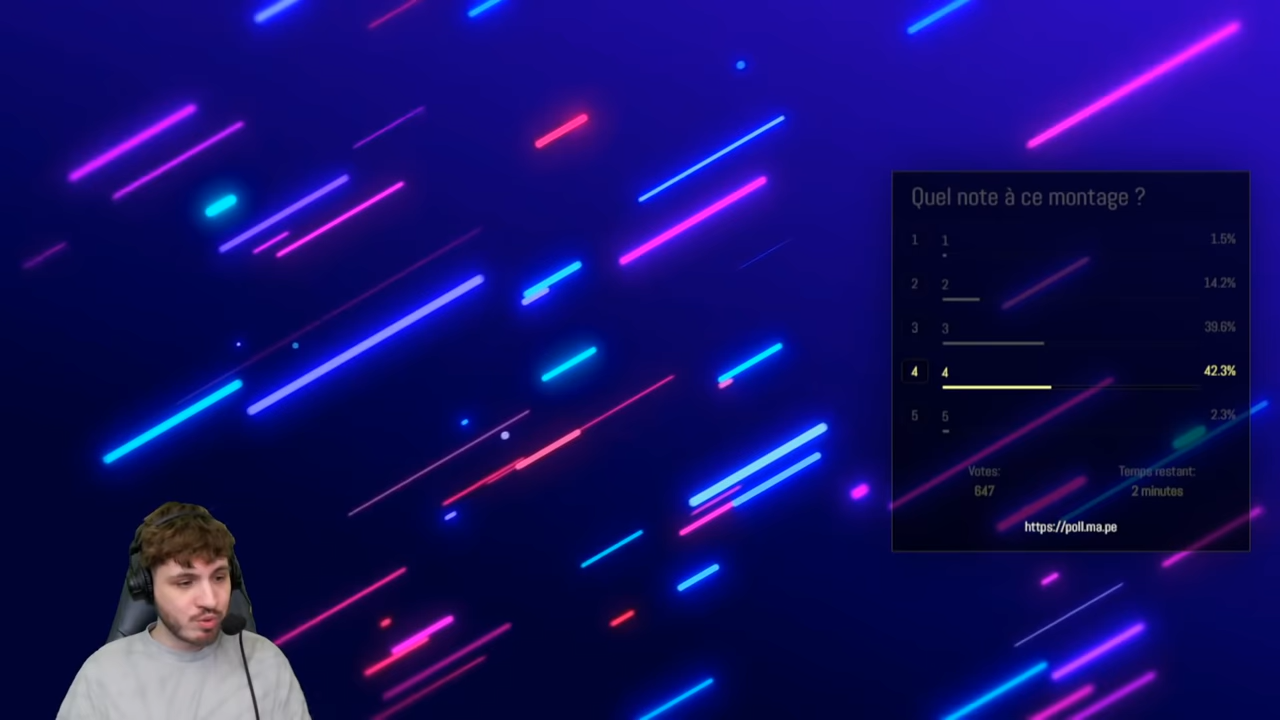 Quel note à ce montage ?
1 1 1.5%
2 2 14.2%
3 3 39.6%
4 4 42.3%
5 5 2.3%
Votes: Temps restant:
647 2 minutes
https://poll.ma.pe